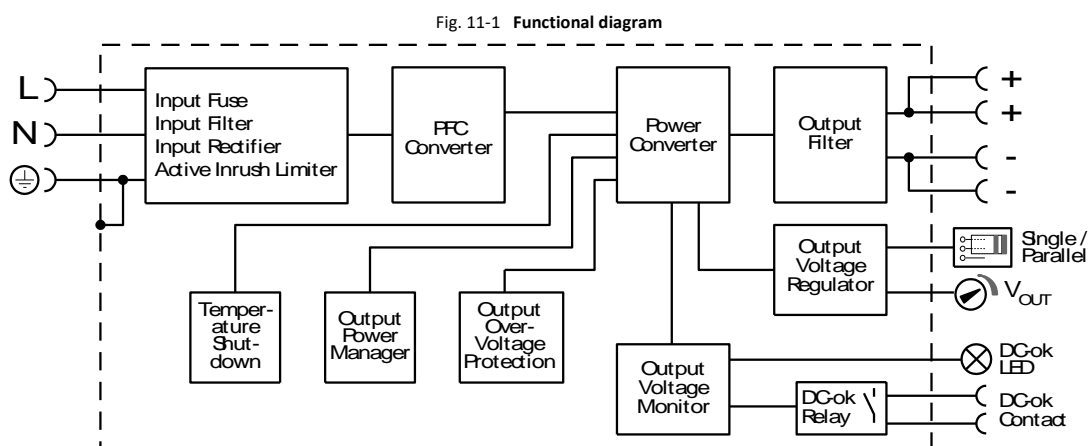 Fig. 11-1 Functional diagram
L
N
Input Fuse
Input Filter
Input Rectifier
Active Inrush Limiter
PFC
Converter
Power
Converter
Output
Filter
+
+
-
-
Output
Voltage
Regulator
Single /
Parallel
VOUT
Temper-
ature
Shut-
down
Output
Power
Manager
Output
Over-
Voltage
Protection
Output
Voltage
Monitor
DC-ok
LED
DC-ok
Relay
DC-ok
Contact